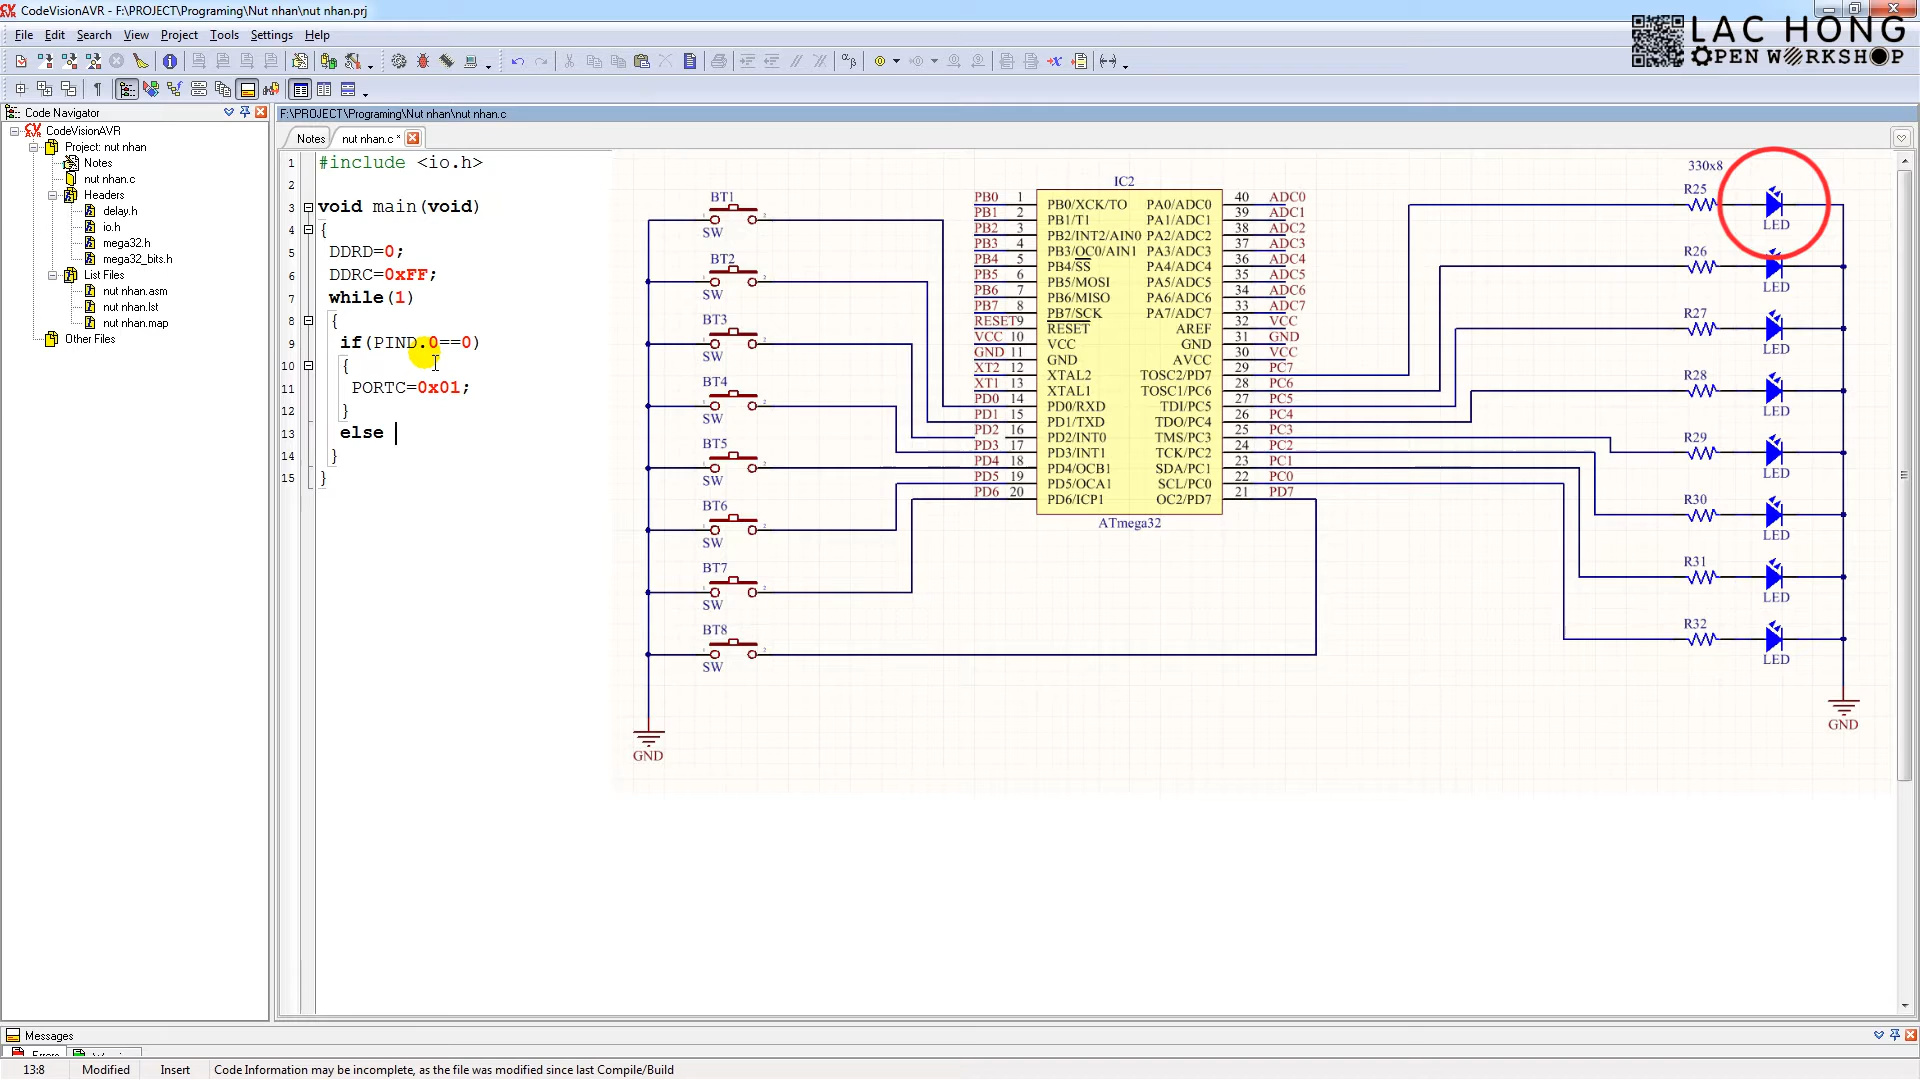 CodeVisionAVR - F:\PROJECT\Programing\Nut nhan\nut nhan.prj
LAC HONG
OPEN WORKSHOP
File Edit Search View Project Tools Settings Help
Code Navigator
CodeVisionAVR
Project: nut nhan
Notes
nut nhan.c
Headers
delay.h
io.h
mega32.h
mega32_bits.h
List Files
nut nhan.asm
nut nhan.lst
nut nhan.map
Other Files
F:\PROJECT\Programing\Nut nhan\nut nhan.c
Notes
nut nhan.c *
1 #include <io.h>
2
3 void main(void)
4 {
5 DDRD=0;
6 DDRC=0xFF;
7 while(1)
8 {
9 if(PIND.0==0)
10 {
11 PORTC=0x01;
12 }
13 else
14 }
15 }
BT1
SW
BT2
SW
BT3
SW
BT4
SW
BT5
SW
BT6
SW
BT7
SW
BT8
SW
GND
IC2
PB0 1 PB0/XCK/TO PA0/ADC0 40 ADC0
PB1 2 PB1/T1 PA1/ADC1 39 ADC1
PB2 3 PB2/INT2/AIN0 PA2/ADC2 38 ADC2
PB3 4 PB3/OC0/AIN1 PA3/ADC3 37 ADC3
PB4 5 PB4/SS PA4/ADC4 36 ADC4
PB5 6 PB5/MOSI PA5/ADC5 35 ADC5
PB6 7 PB6/MISO PA6/ADC6 34 ADC6
PB7 8 PB7/SCK PA7/ADC7 33 ADC7
RESET 9 RESET AREF 32 VCC
VCC 10 VCC GND 31 GND
GND 11 GND AVCC 30 VCC
XT2 12 XTAL2 TOSC2/PD7 29 PC7
XT1 13 XTAL1 TOSC1/PC6 28 PC6
PD0 14 PD0/RXD TDI/PC5 27 PC5
PD1 15 PD1/TXD TDO/PC4 26 PC4
PD2 16 PD2/INT0 TMS/PC3 25 PC3
PD3 17 PD3/INT1 TCK/PC2 24 PC2
PD4 18 PD4/OCB1 SDA/PC1 23 PC1
PD5 19 PD5/OCA1 SCL/PC0 22 PC0
PD6 20 PD6/ICP1 OC2/PD7 21 PD7
ATmega32
330x8
R25
LED
R26
LED
R27
LED
R28
LED
R29
LED
R30
LED
R31
LED
R32
LED
GND
Messages
Errors
13:8 Modified Insert Code Information may be incomplete, as the file was modified since last Compile/Build